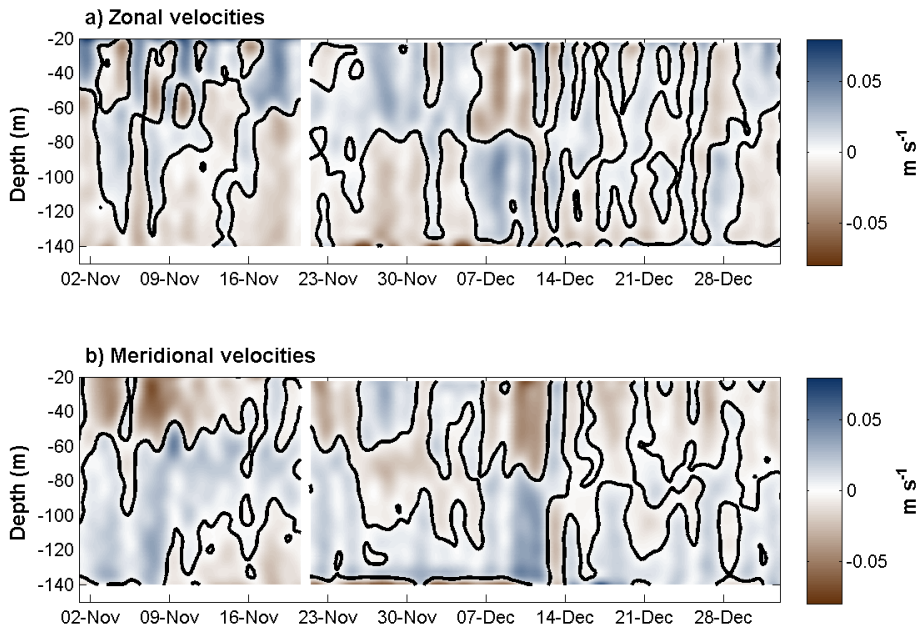 a) Zonal velocities
-20
-40
-60
-80
-100
-120
-140
Depth (m)
02-Nov 09-Nov 16-Nov 23-Nov 30-Nov 07-Dec 14-Dec 21-Dec 28-Dec
0.05
0
-0.05
m s⁻¹
b) Meridional velocities
-20
-40
-60
-80
-100
-120
-140
Depth (m)
02-Nov 09-Nov 16-Nov 23-Nov 30-Nov 07-Dec 14-Dec 21-Dec 28-Dec
0.05
0
-0.05
m s⁻¹